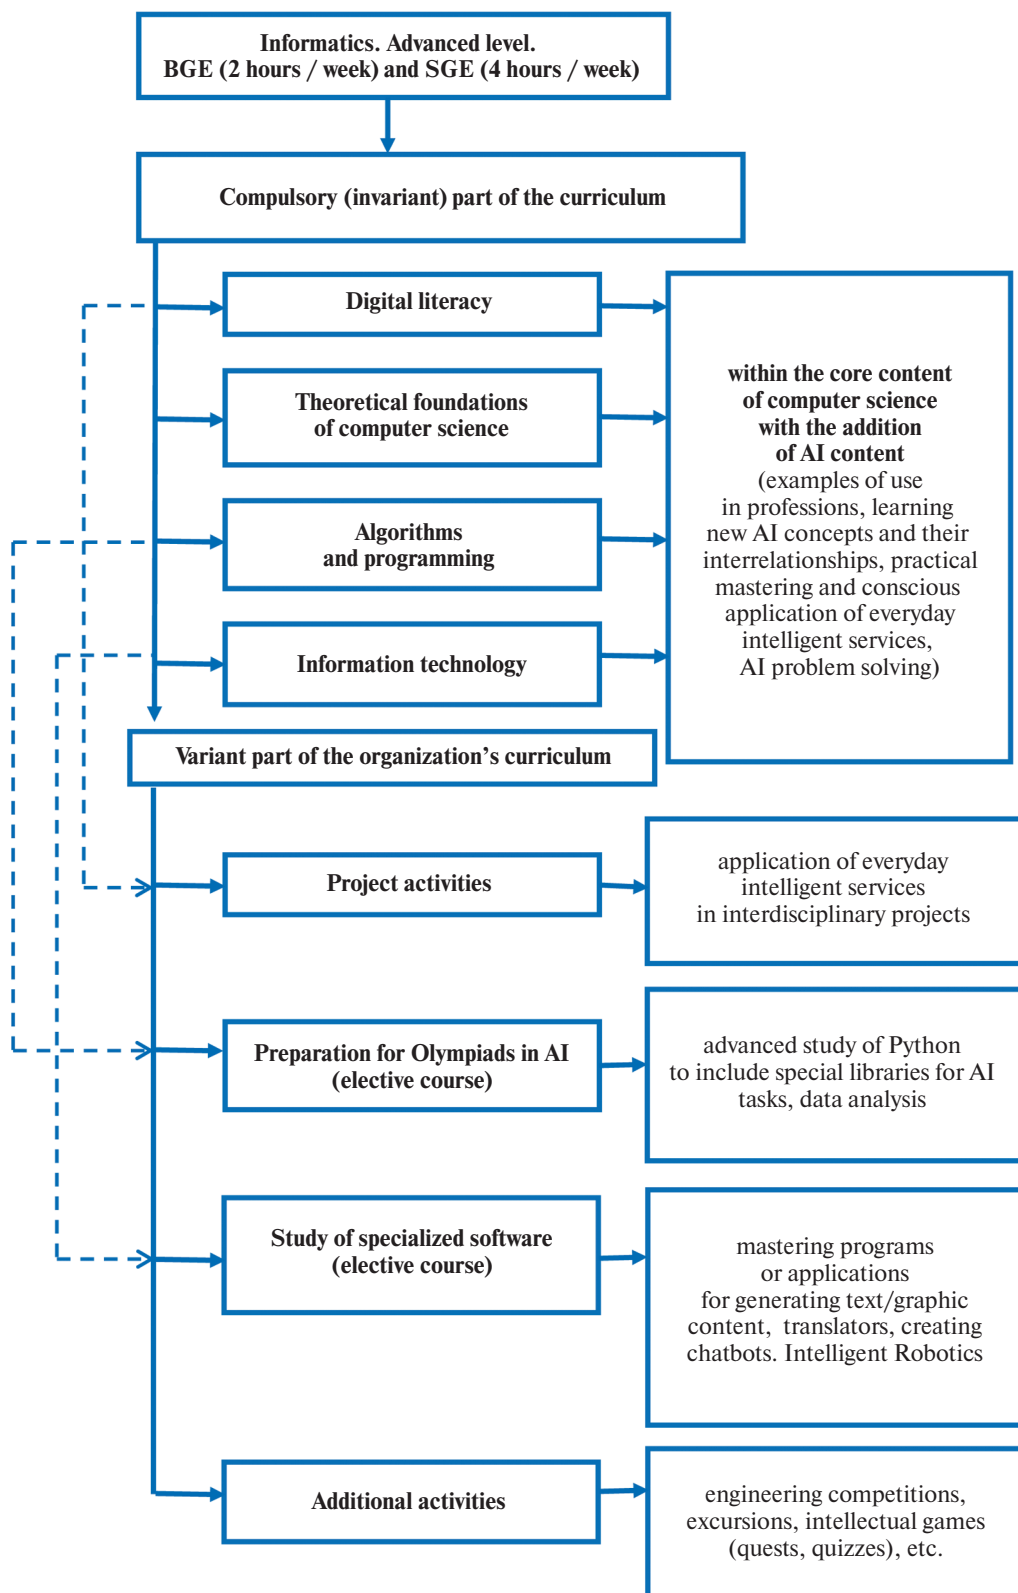 Informatics. Advanced level.
BGE (2 hours / week) and SGE (4 hours / week)
Compulsory (invariant) part of the curriculum
Digital literacy
Theoretical foundations
of computer science
Algorithms
and programming
Information technology
within the core content
of computer science
with the addition
of AI content
(examples of use
in professions, learning
new AI concepts and their
interrelationships, practical
mastering and conscious
application of everyday
intelligent services,
AI problem solving)
Variant part of the organization's curriculum
Project activities
application of everyday
intelligent services
in interdisciplinary projects
Preparation for Olympiads in AI
(elective course)
advanced study of Python
to include special libraries for AI
tasks, data analysis
Study of specialized software
(elective course)
mastering programs
or applications
for generating text/graphic
content, translators, creating
chatbots. Intelligent Robotics
Additional activities
engineering competitions,
excursions, intellectual games
(quests, quizzes), etc.